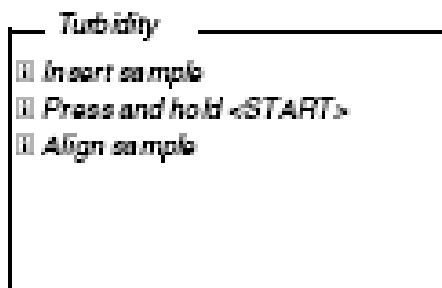 Turbidity
Insert sample
Press and hold <START>
Align sample